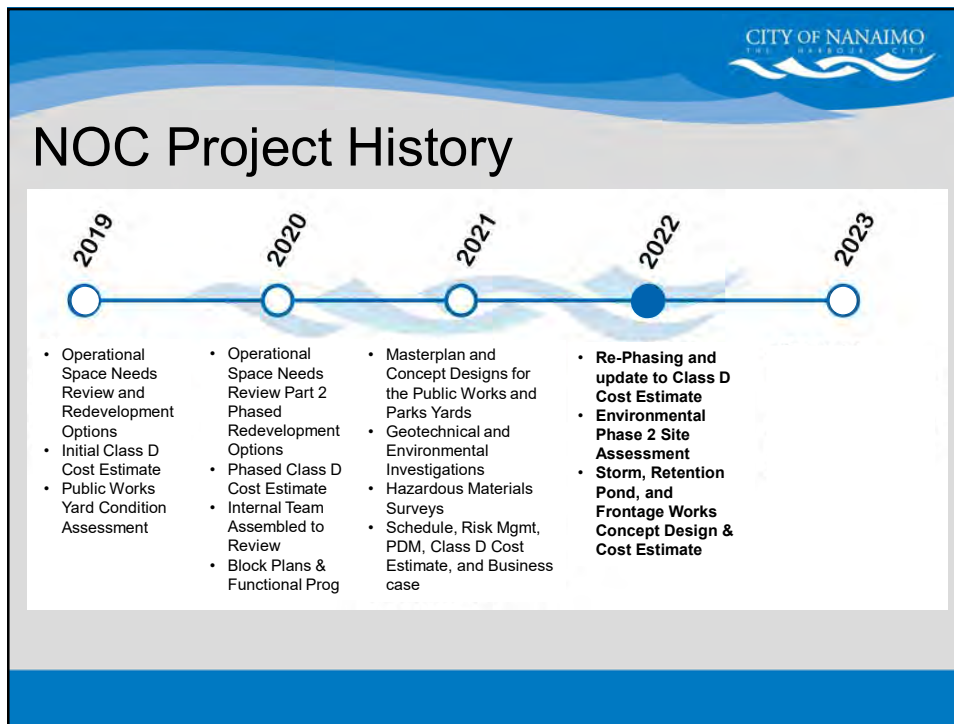 CITY OF NANAIMO
THE HARBOUR CITY
NOC Project History
2019
2020
2021
2022
2023
• Operational
Space Needs
Review and
Redevelopment
Options
• Initial Class D
Cost Estimate
• Public Works
Yard Condition
Assessment
• Operational
Space Needs
Review Part 2
Phased
Redevelopment
Options
• Phased Class D
Cost Estimate
• Internal Team
Assembled to
Review
• Block Plans &
Functional Prog
• Masterplan and
Concept Designs for
the Public Works and
Parks Yards
• Geotechnical and
Environmental
Investigations
• Hazardous Materials
Surveys
• Schedule, Risk Mgmt,
PDM, Class D Cost
Estimate, and Business
case
• Re-Phasing and
update to Class D
Cost Estimate
• Environmental
Phase 2 Site
Assessment
• Storm, Retention
Pond, and
Frontage Works
Concept Design &
Cost Estimate